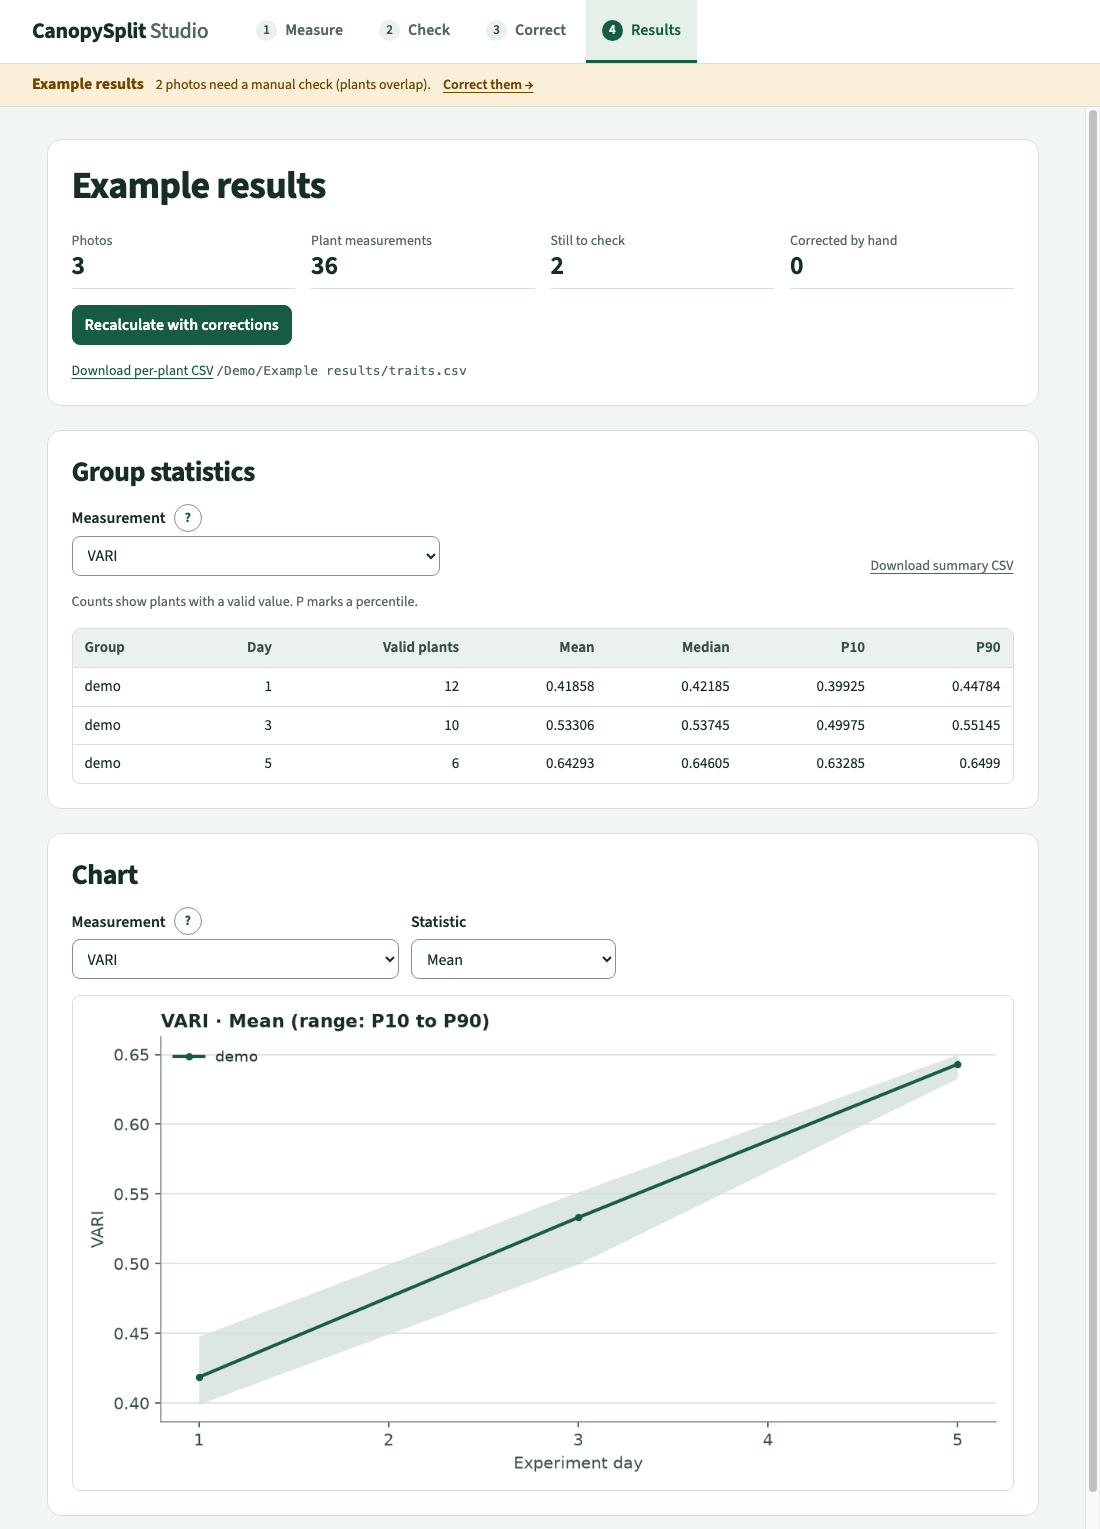 CanopySplit Studio 1 Measure 2 Check 3 Correct 4 Results
Example results 2 photos need a manual check (plants overlap). Correct them →
Example results
Photos Plant measurements Still to check Corrected by hand
3 36 2 0
Recalculate with corrections
Download per-plant CSV /Demo/Example results/traits.csv
Group statistics
Measurement ?
VARI
Download summary CSV
Counts show plants with a valid value. P marks a percentile.
Group Day Valid plants Mean Median P10 P90
demo 1 12 0.41858 0.42185 0.39925 0.44784
demo 3 10 0.53306 0.53745 0.49975 0.55145
demo 5 6 0.64293 0.64605 0.63285 0.6499
Chart
Measurement ? Statistic
VARI Mean
VARI · Mean (range: P10 to P90)
demo
0.65
0.60
0.55
0.50
0.45
0.40
VARI
1 2 3 4 5
Experiment day